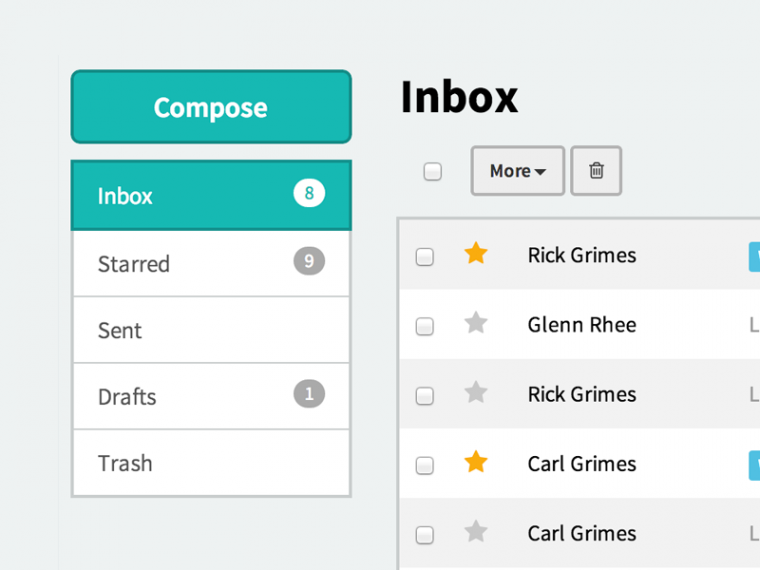 Compose
Inbox 8
Starred 9
Sent
Drafts 1
Trash
Inbox
More
Rick Grimes
Glenn Rhee
L
Rick Grimes
L
Carl Grimes
Carl Grimes
L